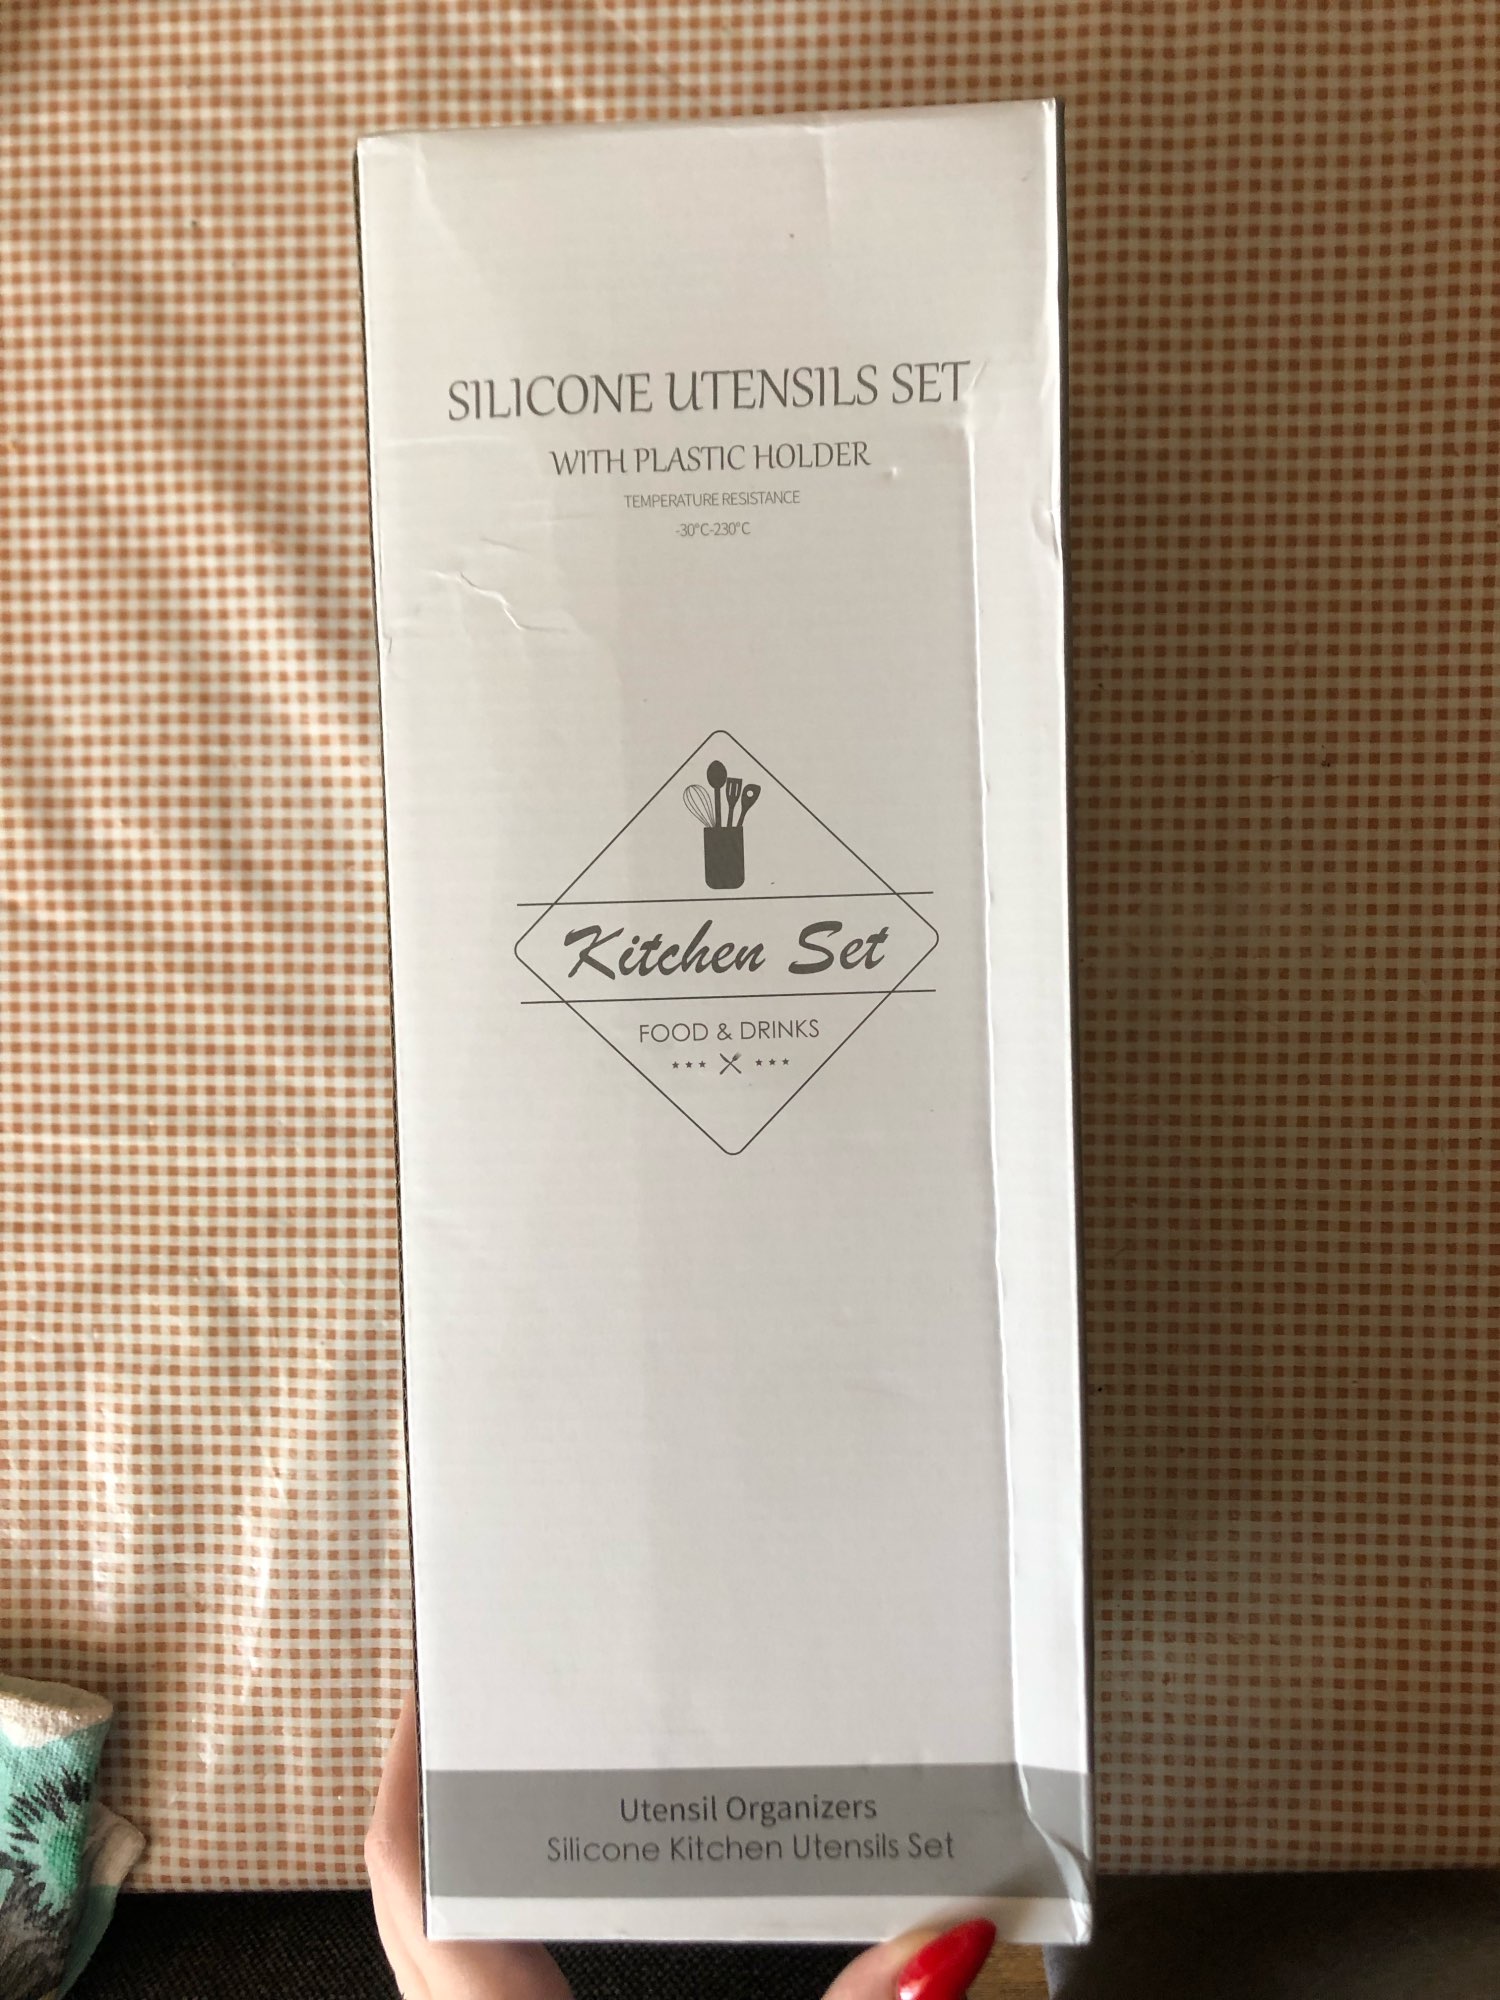 SILICONE UTENSILS SET
WITH PLASTIC HOLDER
TEMPERATURE RESISTANCE
-30°C-230°C
Kitchen Set
FOOD & DRINKS
Utensil Organizers
Silicone Kitchen Utensils Set